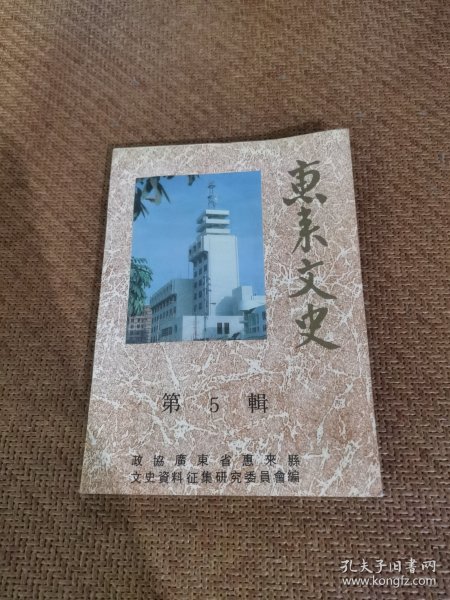 惠来文史
第 5 輯
政協廣東省惠來縣
文史資料征集研究委員會編
孔夫子旧书网
www.kongfz.com